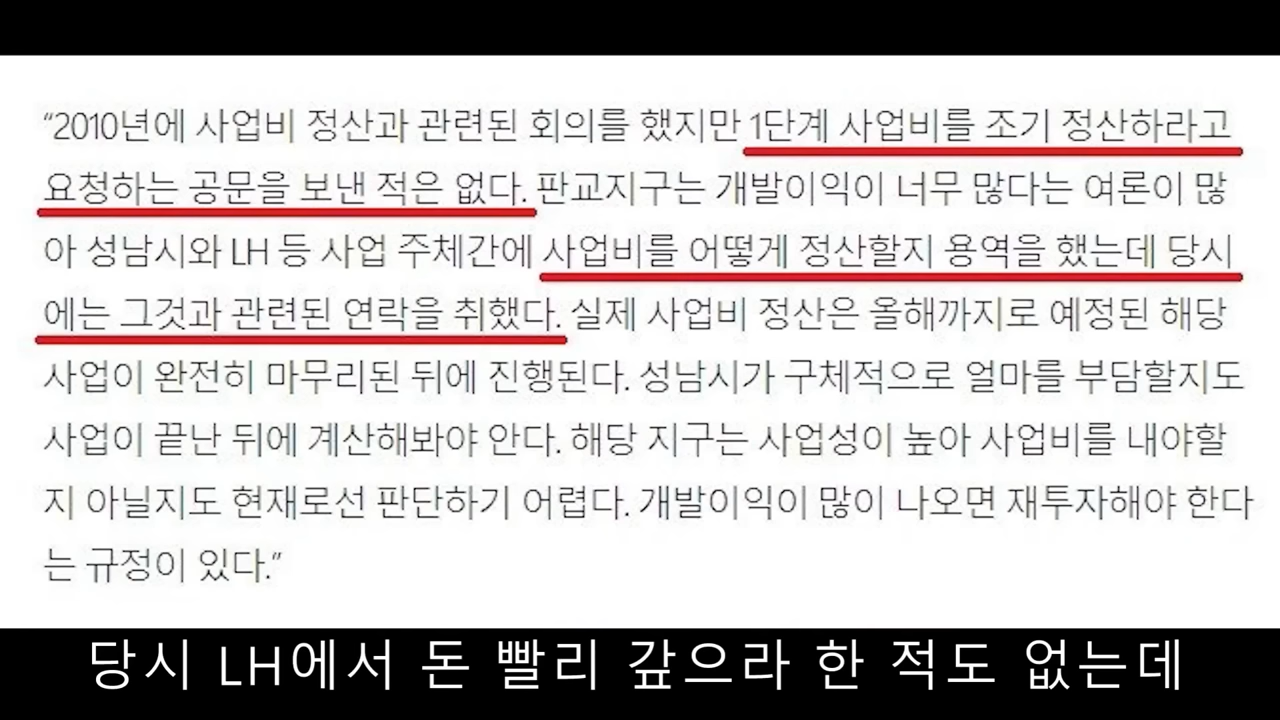 “2010년에 사업비 정산과 관련된 회의를 했지만 1단계 사업비를 조기 정산하라고
요청하는 공문을 보낸 적은 없다. 판교지구는 개발이익이 너무 많다는 여론이 많
아 성남시와 LH 등 사업 주체간에 사업비를 어떻게 정산할지 용역을 했는데 당시
에는 그것과 관련된 연락을 취했다. 실제 사업비 정산은 올해까지로 예정된 해당
사업이 완전히 마무리된 뒤에 진행된다. 성남시가 구체적으로 얼마를 부담할지도
사업이 끝난 뒤에 계산해봐야 안다. 해당 지구는 사업성이 높아 사업비를 내야할
지 아닐지도 현재로선 판단하기 어렵다. 개발이익이 많이 나오면 재투자해야 한다
는 규정이 있다.”
당시 LH에서 돈 빨리 갚으라 한 적도 없는데